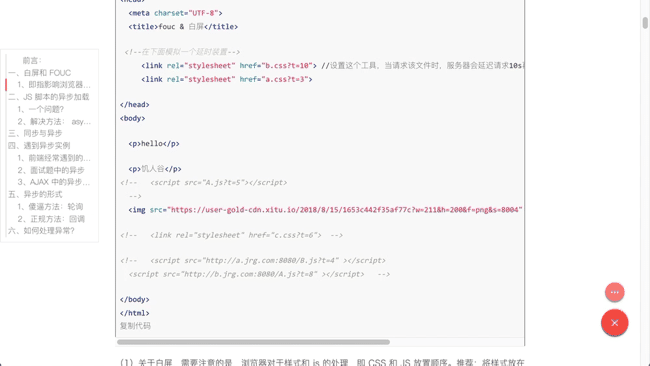 前言：
一、白屏和 FOUC
1、即指影响浏览器...
二、JS 脚本的异步加载
1、一个问题？
2、解决方法： asy...
三、同步与异步
四、遇到异步实例
1、前端经常遇到的...
2、面试题中的异步
3、AJAX 中的异步...
五、异步的形式
1、傻逼方法：轮询
2、正规方法：回调
六、如何处理异常?
<head>
<meta charset="UTF-8">
<title>fouc & 白屏</title>
<!--在下面模拟一个延时装置-->
<link rel="stylesheet" href="b.css?t=10"> //设置这个工具，当请求该文件时，服务器会延迟请求10s
<link rel="stylesheet" href="a.css?t=3">
</head>
<body>
<p>hello</p>
<p>饥人谷</p>
<!-- <script src="A.js?t=5"></script>
-->
<img src="https://user-gold-cdn.xitu.io/2018/8/15/1653c442f35af77c?w=211&h=200&f=png&s=8004"
<!-- <link rel="stylesheet" href="c.css?t=6"> -->
<!-- <script src="http://a.jrg.com:8080/B.js?t=4" ></script>
<script src="http://b.jrg.com:8080/A.js?t=8" ></script> -->
</body>
</html>
复制代码
（1）关于白屏，需要注意的是，浏览器对于样式和 js 的处理，即 CSS 和 JS 放置顺序。推荐：将样式放在